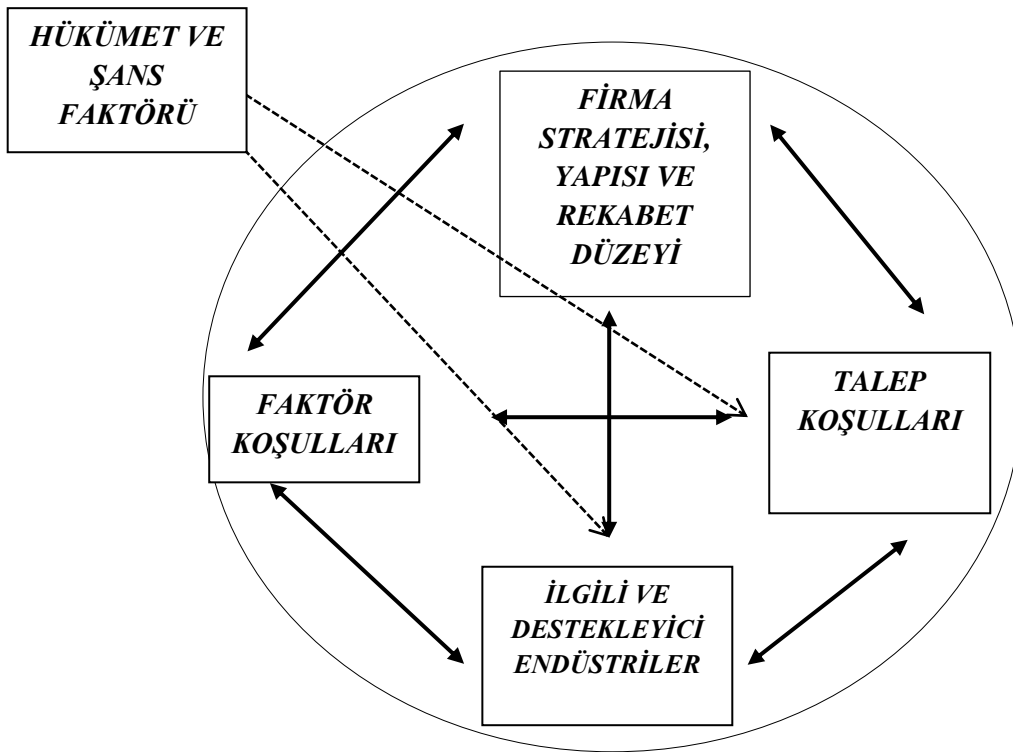 HÜKÜMET VE
ŞANS
FAKTÖRÜ
FİRMA
STRATEJİSİ,
YAPISI VE
REKABET
DÜZEYİ
FAKTÖR
KOŞULLARI
TALEP
KOŞULLARI
İLGİLİ VE
DESTEKLEYİCİ
ENDÜSTRİLER